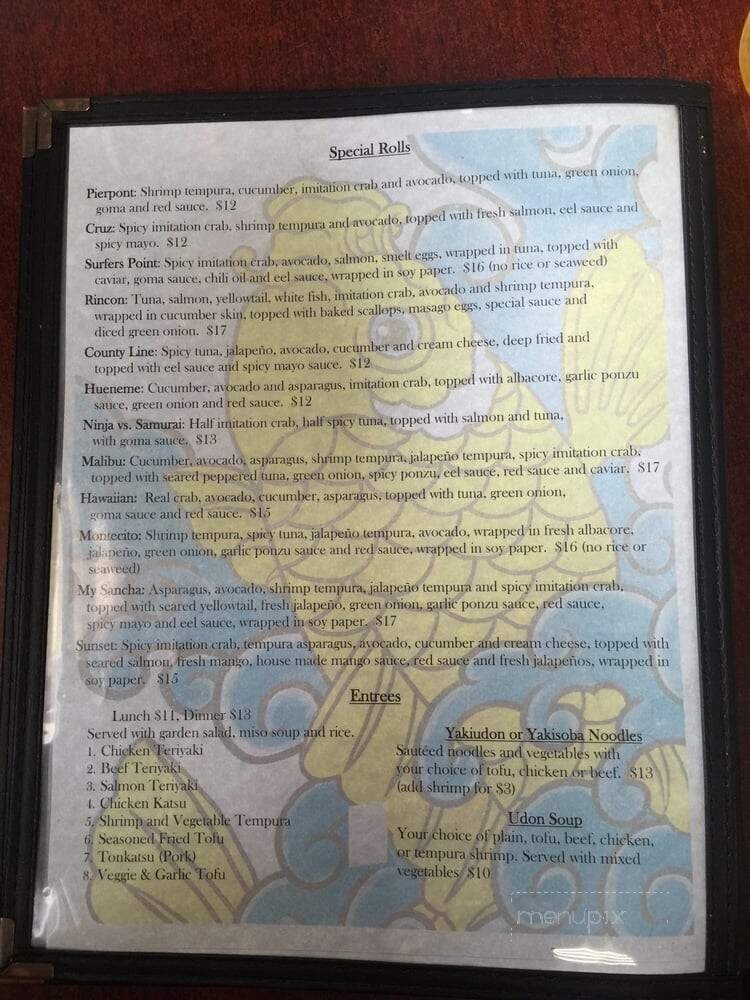 Special Rolls
Pierpont: Shrimp tempura, cucumber, imitation crab and avocado, topped with tuna, green onion,
goma and red sauce. $12
Cruz: Spicy imitation crab, shrimp tempura and avocado, topped with fresh salmon, eel sauce and
spicy mayo. $12
Surfers Point: Spicy imitation crab, avocado, salmon, smelt eggs, wrapped in tuna, topped with
caviar, goma sauce, chili oil and eel sauce, wrapped in soy paper. $16 (no rice or seaweed)
Rincon: Tuna, salmon, yellowtail, white fish, imitation crab, avocado and shrimp tempura,
wrapped in cucumber skin, topped with baked scallops, masago eggs, special sauce and
diced green onion. $17
County Line: Spicy tuna, jalapeño, avocado, cucumber and cream cheese, deep fried and
topped with eel sauce and spicy mayo sauce. $12
Hueneme: Cucumber, avocado and asparagus, imitation crab, topped with albacore, garlic ponzu
sauce, green onion and red sauce. $12
Ninja vs. Samurai: Half imitation crab, half spicy tuna, topped with salmon and tuna,
with goma sauce. $13
Malibu: Cucumber, avocado, asparagus, shrimp tempura, jalapeño tempura, spicy imitation crab,
topped with seared peppered tuna, green onion, spicy ponzu, eel sauce, red sauce and caviar. $17
Hawaiian: Real crab, avocado, cucumber, asparagus, topped with tuna, green onion,
goma sauce and red sauce. $15
Montecito: Shrimp tempura, spicy tuna, jalapeño tempura, avocado, wrapped in fresh albacore,
jalapeño, green onion, garlic ponzu sauce and red sauce, wrapped in soy paper. $16 (no rice or
seaweed)
My Sancha: Asparagus, avocado, shrimp tempura, jalapeño tempura and spicy imitation crab,
topped with seared yellowtail, fresh jalapeño, green onion, garlic ponzu sauce, red sauce,
spicy mayo and eel sauce, wrapped in soy paper. $17
Sunset: Spicy imitation crab, tempura asparagus, avocado, cucumber and cream cheese, topped with
seared salmon, fresh mango, house made mango sauce, red sauce and fresh jalapeños, wrapped in
soy paper. $15
Entrees
Lunch $11, Dinner $13
Served with garden salad, miso soup and rice.
1. Chicken Teriyaki
2. Beef Teriyaki
3. Salmon Teriyaki
4. Chicken Katsu
5. Shrimp and Vegetable Tempura
6. Seasoned Fried Tofu
7. Tonkatsu (Pork)
8. Veggie & Garlic Tofu
Yakiudon or Yakisoba Noodles
Sautéed noodles and vegetables with
your choice of tofu, chicken or beef. $13
(add shrimp for $3)
Udon Soup
Your choice of plain, tofu, beef, chicken,
or tempura shrimp. Served with mixed
vegetables $10
menupix